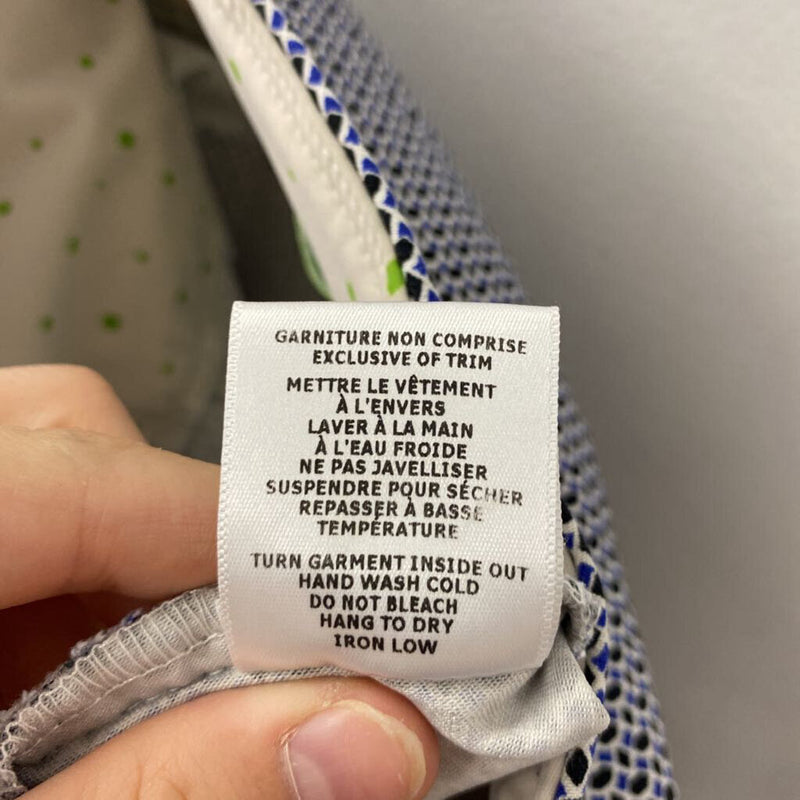 GARNITURE NON COMPRISE
EXCLUSIVE OF TRIM
METTRE LE VÊTEMENT
À L'ENVERS
LAVER À LA MAIN
À L'EAU FROIDE
NE PAS JAVELLISER
SUSPENDRE POUR SÉCHER
REPASSER À BASSE
TEMPÉRATURE
TURN GARMENT INSIDE OUT
HAND WASH COLD
DO NOT BLEACH
HANG TO DRY
IRON LOW